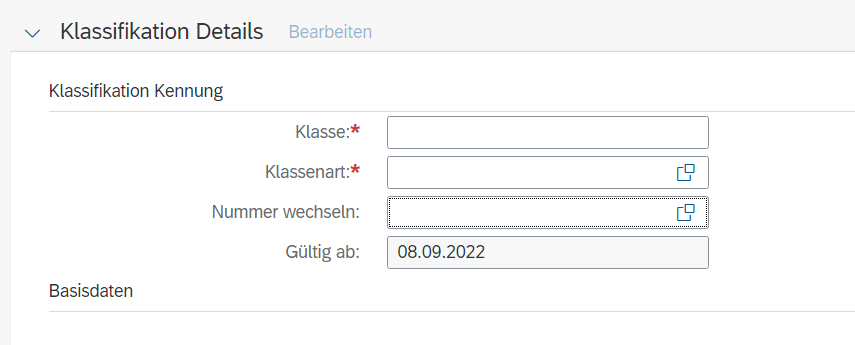 Klassifikation Details Bearbeiten
Klassifikation Kennung
Klasse:*
Klassenart:*
Nummer wechseln:
Gültig ab: 08.09.2022
Basisdaten